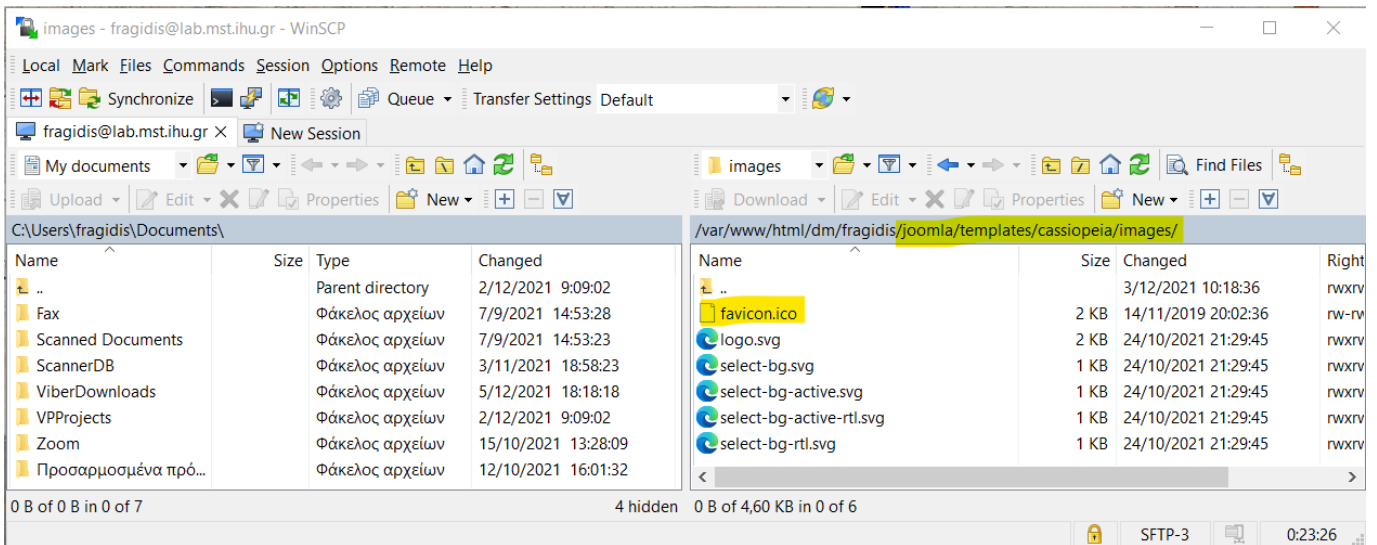 images - fragidis@lab.mst.ihu.gr - WinSCP
Local Mark Files Commands Session Options Remote Help
Synchronize Queue Transfer Settings Default
fragidis@lab.mst.ihu.gr New Session
My documents
Upload Edit Properties New
C:\Users\fragidis\Documents\
Name Size Type Changed
.. Parent directory 2/12/2021 9:09:02
Fax Φάκελος αρχείων 7/9/2021 14:53:28
Scanned Documents Φάκελος αρχείων 7/9/2021 14:53:23
ScannerDB Φάκελος αρχείων 3/11/2021 18:58:23
ViberDownloads Φάκελος αρχείων 5/12/2021 18:18:18
VPProjects Φάκελος αρχείων 2/12/2021 9:09:02
Zoom Φάκελος αρχείων 15/10/2021 13:28:09
Προσαρμοσμένα πρό... Φάκελος αρχείων 12/10/2021 16:01:32
0 B of 0 B in 0 of 7 4 hidden
images Find Files
Download Edit Properties New
/var/www/html/dm/fragidis/joomla/templates/cassiopeia/images/
Name Size Changed Right
.. 3/12/2021 10:18:36 rwxrw
favicon.ico 2 KB 14/11/2019 20:02:36 rw-rw
logo.svg 2 KB 24/10/2021 21:29:45 rwxrw
select-bg.svg 1 KB 24/10/2021 21:29:45 rwxrw
select-bg-active.svg 1 KB 24/10/2021 21:29:45 rwxrw
select-bg-active-rtl.svg 1 KB 24/10/2021 21:29:45 rwxrw
select-bg-rtl.svg 1 KB 24/10/2021 21:29:45 rwxrw
0 B of 4,60 KB in 0 of 6
SFTP-3 0:23:26